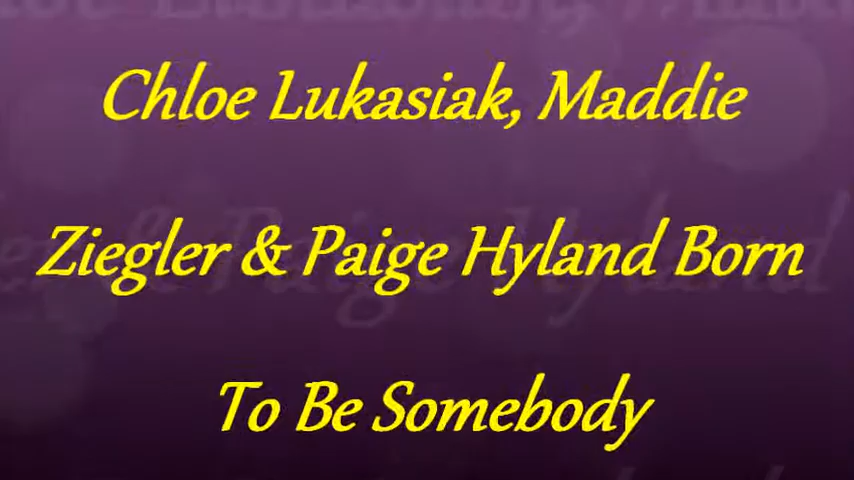 Chloe Lukasiak, Maddie
Ziegler & Paige Hyland Born
To Be Somebody